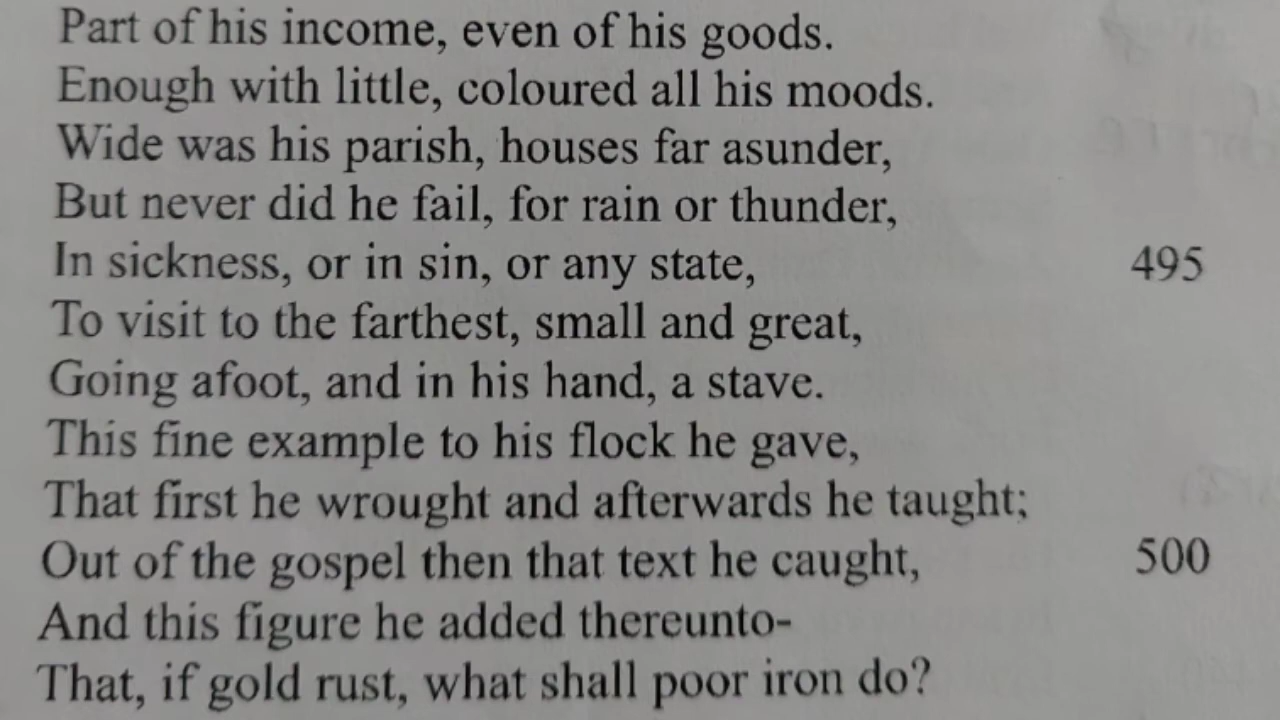 Part of his income, even of his goods.
Enough with little, coloured all his moods.
Wide was his parish, houses far asunder,
But never did he fail, for rain or thunder,
In sickness, or in sin, or any state, 495
To visit to the farthest, small and great,
Going afoot, and in his hand, a stave.
This fine example to his flock he gave,
That first he wrought and afterwards he taught;
Out of the gospel then that text he caught, 500
And this figure he added thereunto-
That, if gold rust, what shall poor iron do?